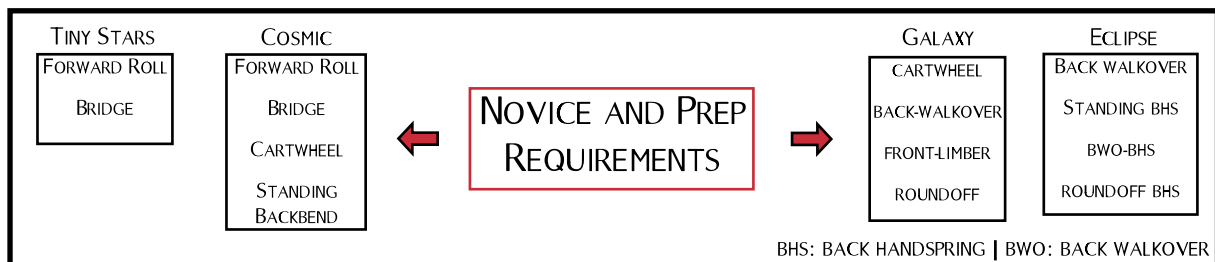 Tiny Stars
Forward Roll
Bridge
Cosmic
Forward Roll
Bridge
Cartwheel
Standing
Backbend
Novice and Prep
Requirements
Galaxy
cartwheel
back-walkover
front-limber
roundoff
Eclipse
Back walkover
Standing bhs
bwo-bhs
roundoff bhs
bhs: back handspring | bwo: back walkover